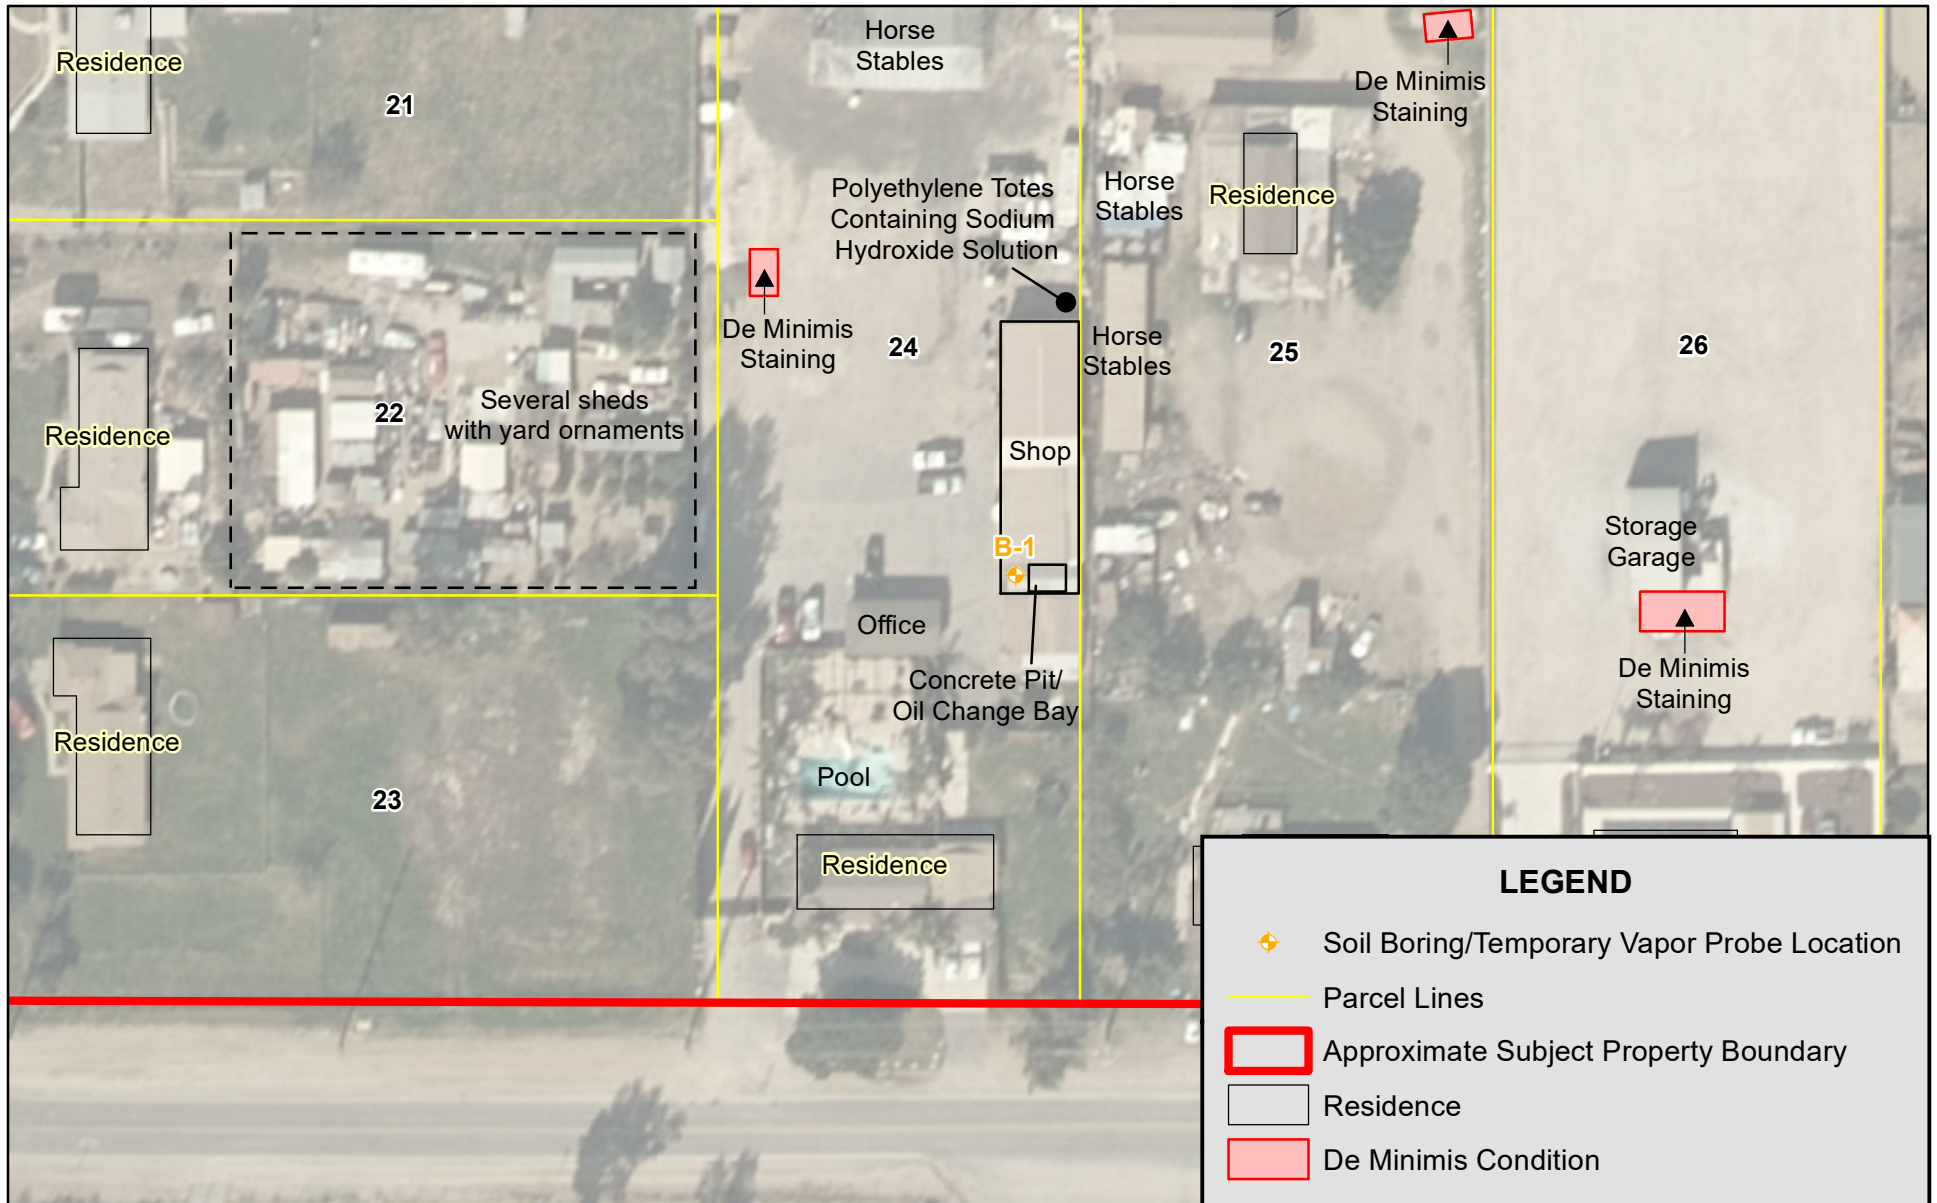 Horse
Stables
Residence
21
De Minimis
Staining
Polyethylene Totes
Containing Sodium
Hydroxide Solution
Horse
Stables
Residence
De Minimis
Staining
24
Horse
Stables
25
26
22
Several sheds
with yard ornaments
Residence
Shop
Storage
Garage
B-1
Office
Concrete Pit/
Oil Change Bay
De Minimis
Staining
Residence
Pool
23
Residence
LEGEND
Soil Boring/Temporary Vapor Probe Location
Parcel Lines
Approximate Subject Property Boundary
Residence
De Minimis Condition